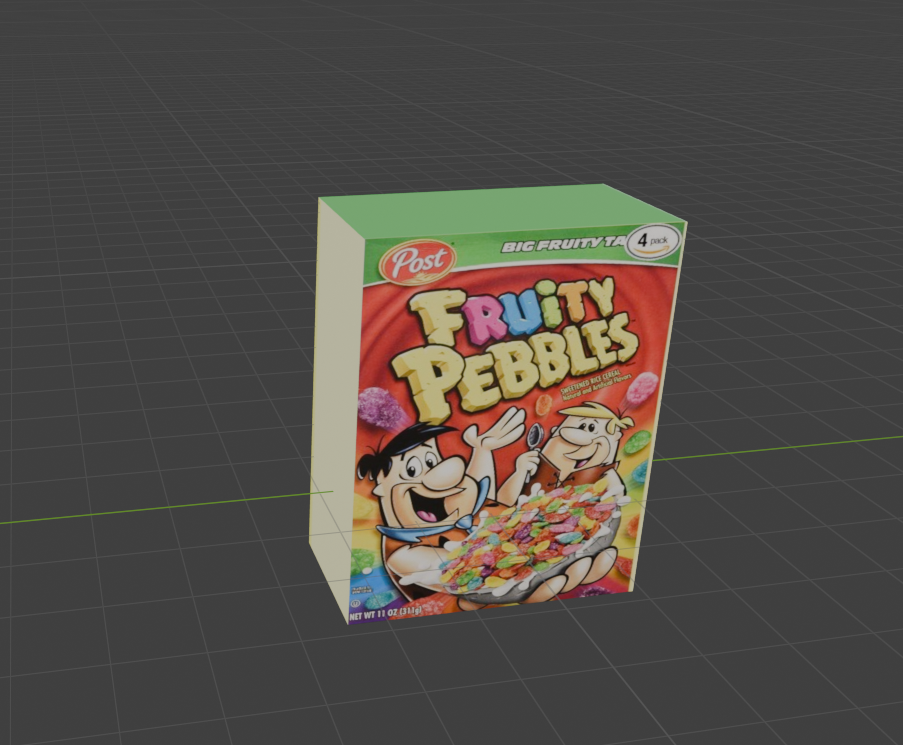 Post
BIG FRUITY TA
4 pack
FRUITY
PEBBLES
SWEETENED RICE CEREAL
Natural and Artificial Flavors
NET WT 11 OZ (311g)